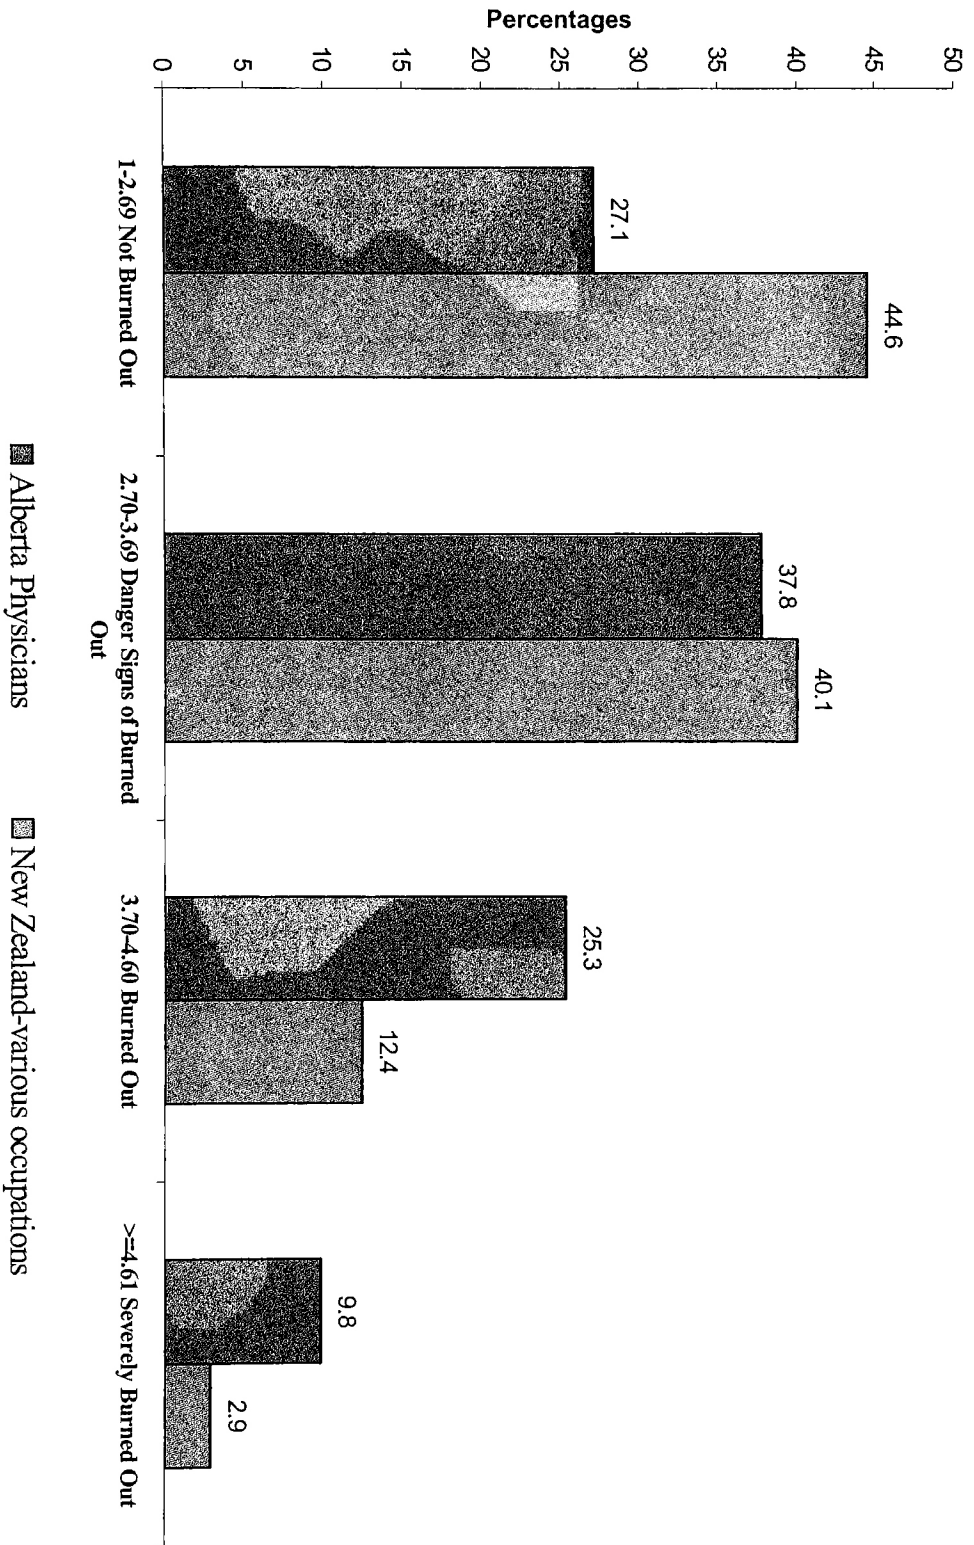 Percentages
50
45
40
35
30
25
20
15
10
5
0
27.1
44.6
37.8
40.1
25.3
12.4
9.8
2.9
1-2.69 Not Burned Out
2.70-3.69 Danger Signs of Burned
Out
3.70-4.60 Burned Out
>=4.61 Severely Burned Out
Alberta Physicians
New Zealand-various occupations